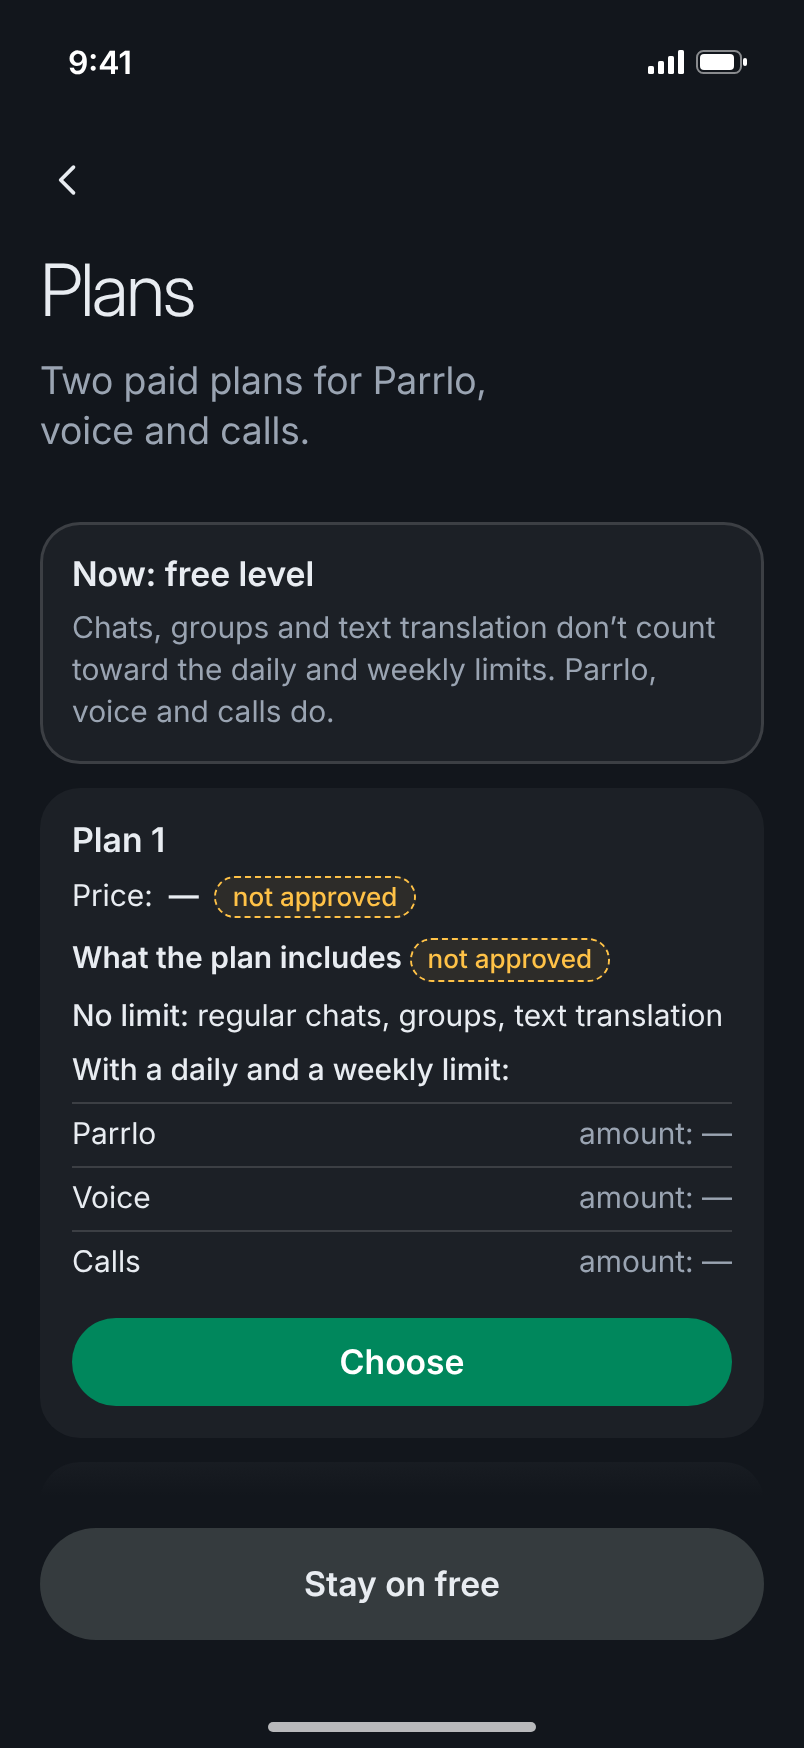 9:41
Plans
Two paid plans for Parrlo,
voice and calls.
Now: free level
Chats, groups and text translation don’t count
toward the daily and weekly limits. Parrlo,
voice and calls do.
Plan 1
Price: — not approved
What the plan includes not approved
No limit: regular chats, groups, text translation
With a daily and a weekly limit:
Parrlo amount: —
Voice amount: —
Calls amount: —
Choose
Stay on free